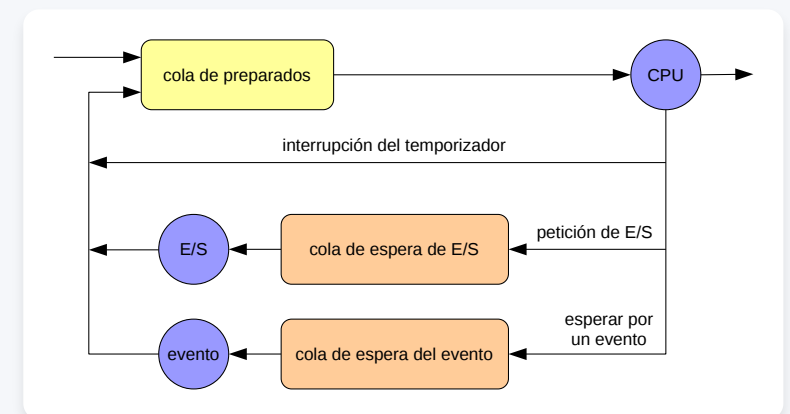 cola de preparados
CPU
interrupción del temporizador
E/S
cola de espera de E/S
petición de E/S
evento
cola de espera del evento
esperar por
un evento